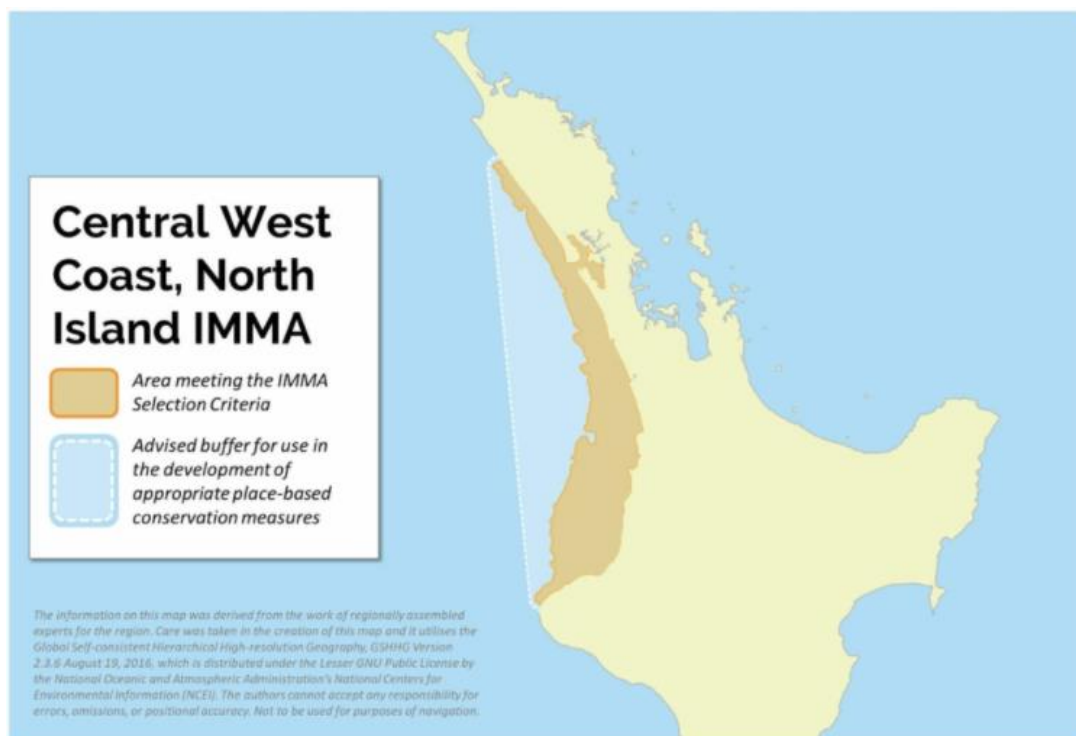 Central West
Coast, North
Island IMMA
Area meeting the IMMA
Selection Criteria
Advised buffer for use in
the development of
appropriate place-based
conservation measures
The information on this map was derived from the work of regionally assembled
experts for the region. Care was taken in the creation of this map and it utilises the
Global Self-consistent Hierarchical High-resolution Geography, GSHHG Version
2.3.6 August 19, 2016, which is distributed under the Lesser GNU Public License by
the National Oceanic and Atmospheric Administration's National Centers for
Environmental Information (NCEI). The authors cannot accept any responsibility for
errors, omissions, or positional accuracy. Not to be used for purposes of navigation.